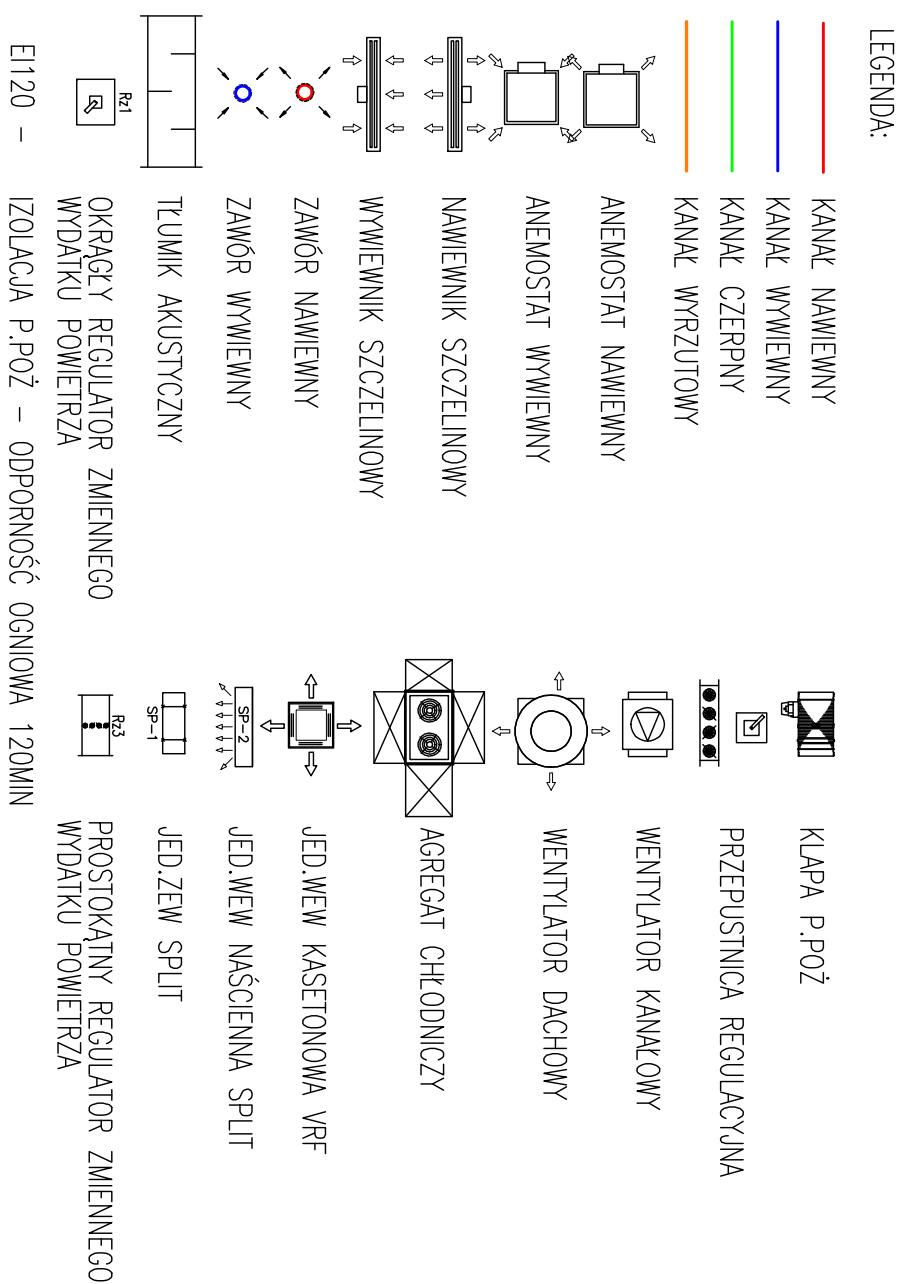 LEGENDA:
KANAŁ NAWIEWNY
KANAŁ WYWIEWNY
KANAŁ CZERPNY
KANAŁ WYRZUTOWY
ANEMOSTAT NAWIEWNY
ANEMOSTAT WYWIEWNY
NAWIEWNIK SZCZELINOWY
WYWIEWNIK SZCZELINOWY
ZAWÓR NAWIEWNY
ZAWÓR WYWIEWNY
TŁUMIK AKUSTYCZNY
Rz1
OKRĄGŁY REGULATOR ZMIENNEGO
WYDATKU POWIETRZA
EI120 - IZOLACJA P.POŻ - ODPORNOŚĆ OGNIOWA 120MIN
KLAPA P.POŻ
PRZEPUSTNICA REGULACYJNA
WENTYLATOR KANAŁOWY
WENTYLATOR DACHOWY
AGREGAT CHŁODNICZY
JED.WEW KASETONOWA VRF
SP-2
JED.WEW NAŚCIENNA SPLIT
SP-1
JED.ZEW SPLIT
Rz3
PROSTOKĄTNY REGULATOR ZMIENNEGO
WYDATKU POWIETRZA